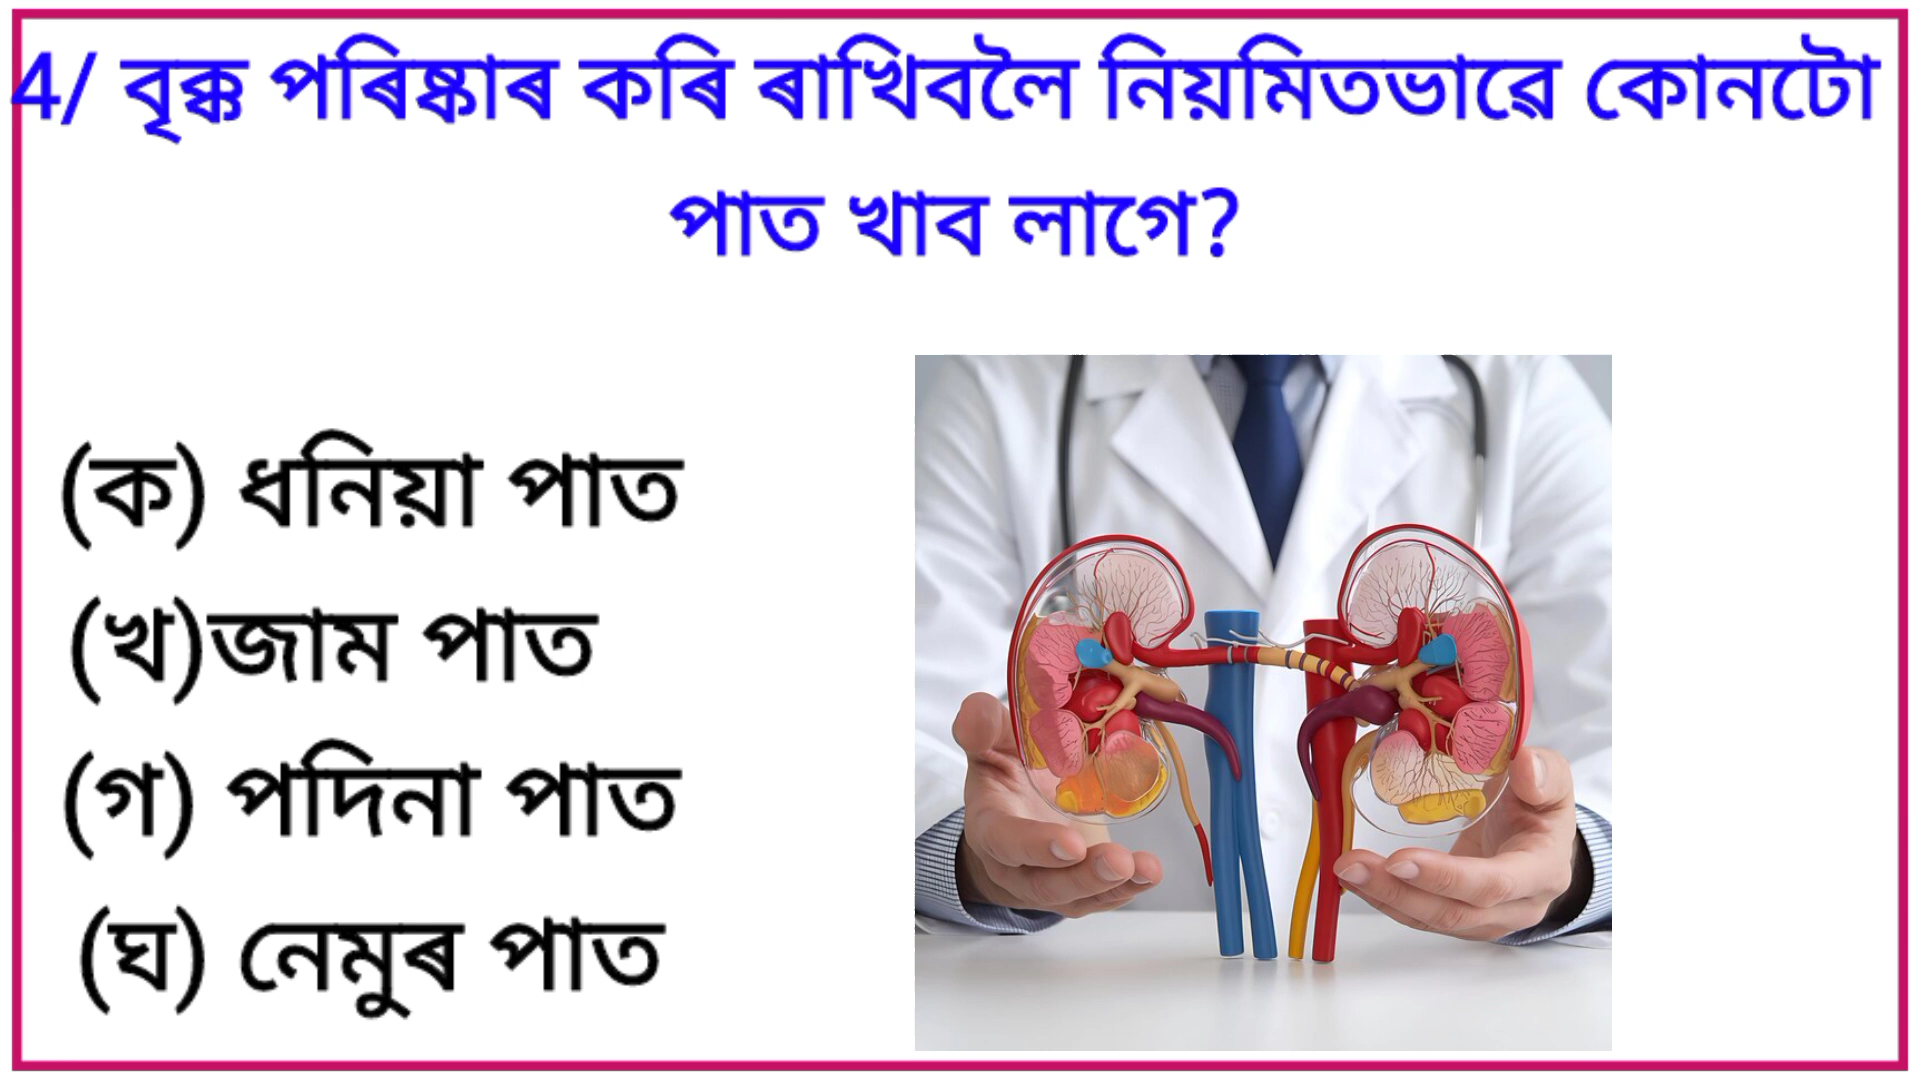 4/ বৃক্ক পৰিষ্কাৰ কৰি ৰাখিবলৈ নিয়মিতভাৱে কোনটো
পাত খাব লাগে?
(ক) ধনিয়া পাত
(খ)জাম পাত
(গ) পদিনা পাত
(ঘ) নেমুৰ পাত